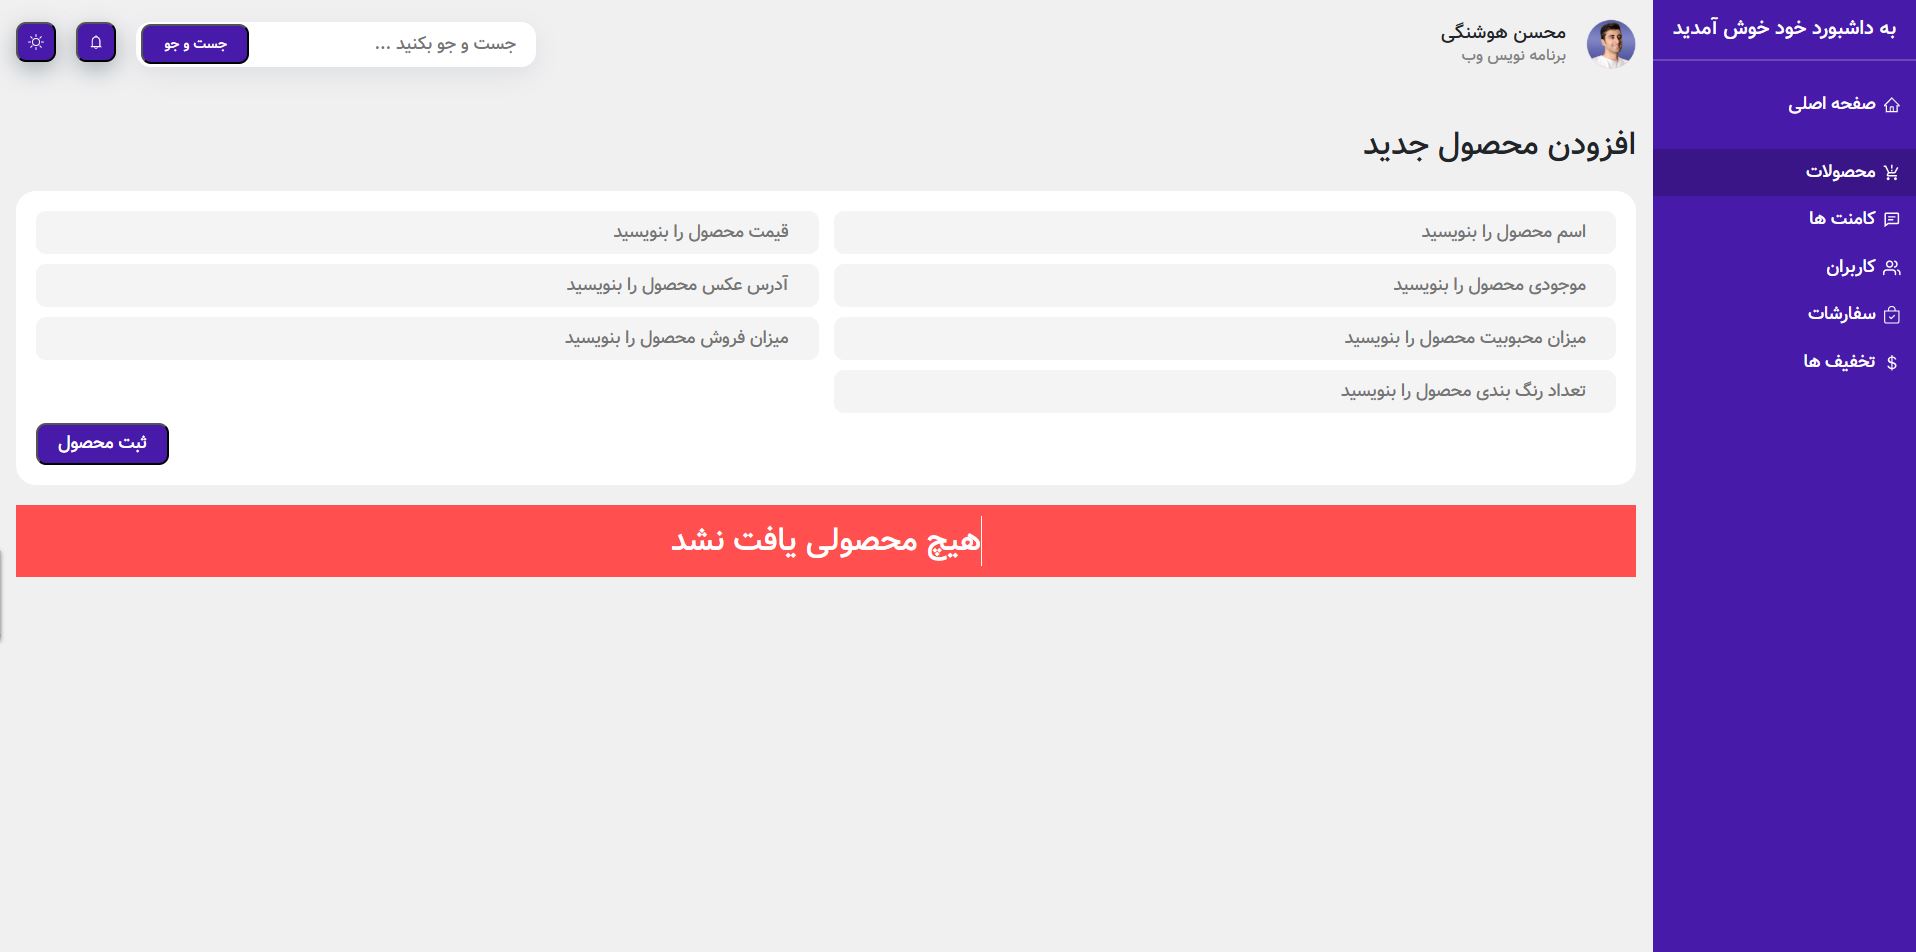 به داشبورد خود خوش آمدید
صفحه اصلی
محصولات
کامنت ها
کاربران
سفارشات
تخفیف ها
محسن هوشنگی
برنامه نویس وب
جست و جو بکنید ...
جست و جو
افزودن محصول جدید
اسم محصول را بنویسید
قیمت محصول را بنویسید
موجودی محصول را بنویسید
آدرس عکس محصول را بنویسید
میزان محبوبیت محصول را بنویسید
میزان فروش محصول را بنویسید
تعداد رنگ بندی محصول را بنویسید
ثبت محصول
هیچ محصولی یافت نشد